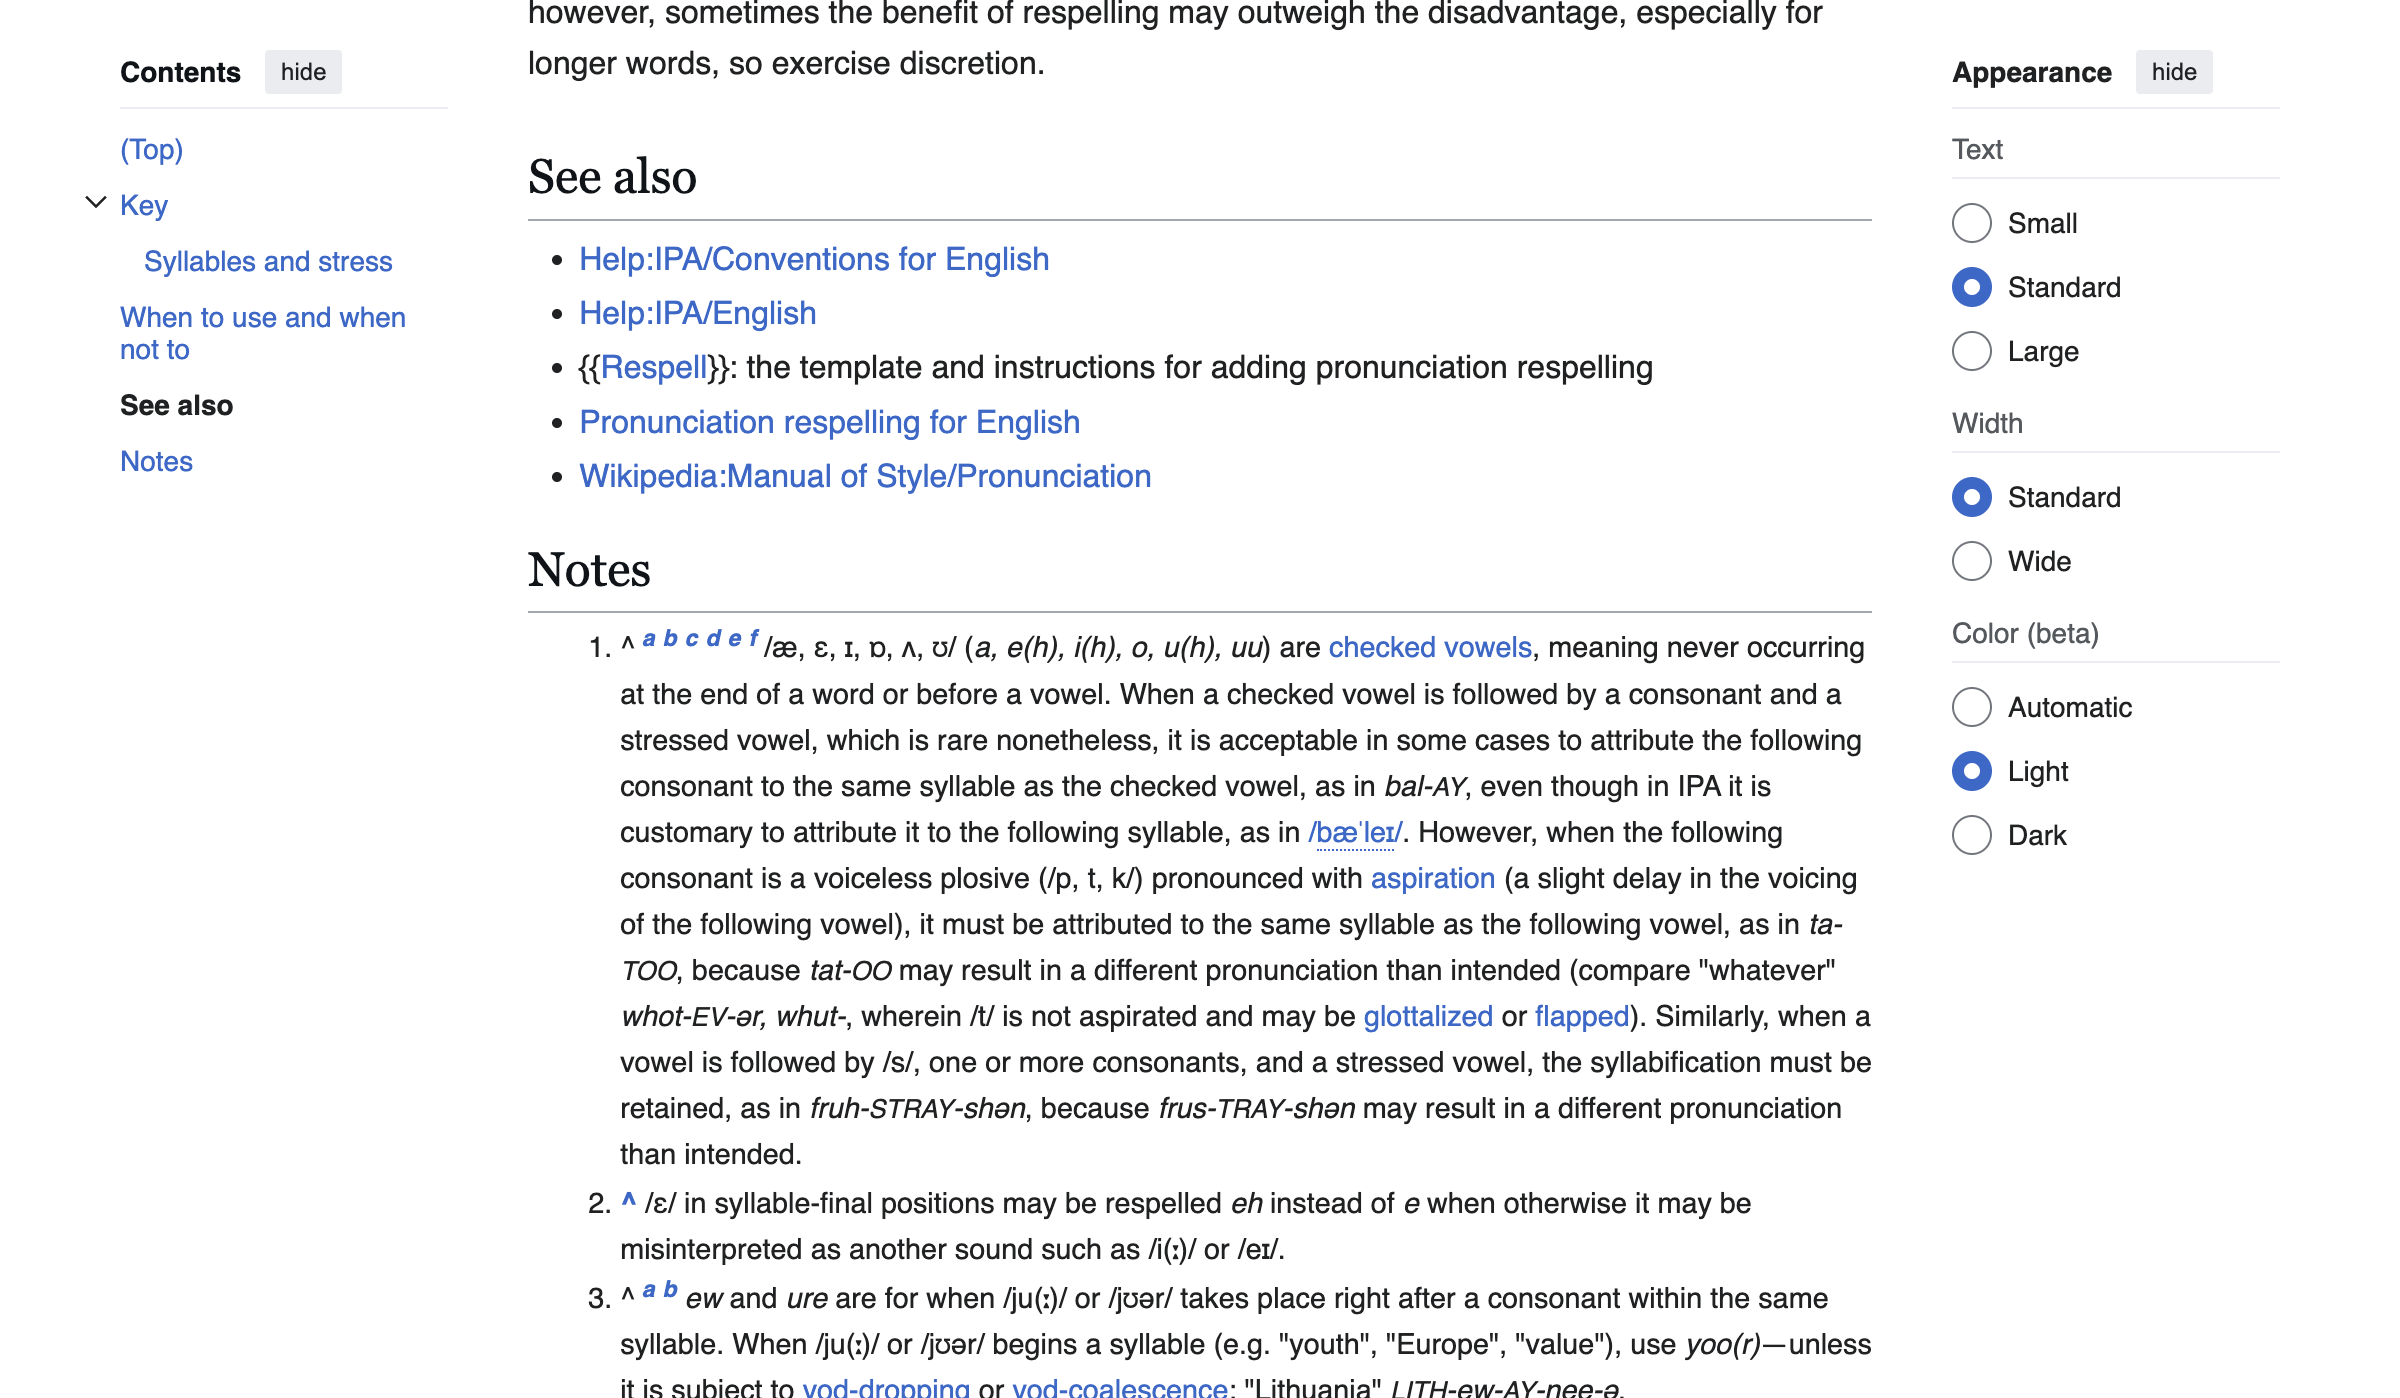 however, sometimes the benefit of respelling may outweigh the disadvantage, especially for
longer words, so exercise discretion.
Contents hide
(Top)
Key
Syllables and stress
When to use and when
not to
See also
Notes
See also
Help:IPA/Conventions for English
Help:IPA/English
{{Respell}}: the template and instructions for adding pronunciation respelling
Pronunciation respelling for English
Wikipedia:Manual of Style/Pronunciation
Notes
1. ^ a b c d e f /æ, ɛ, ɪ, ɒ, ʌ, ʊ/ (a, e(h), i(h), o, u(h), uu) are checked vowels, meaning never occurring
at the end of a word or before a vowel. When a checked vowel is followed by a consonant and a
stressed vowel, which is rare nonetheless, it is acceptable in some cases to attribute the following
consonant to the same syllable as the checked vowel, as in bal-AY, even though in IPA it is
customary to attribute it to the following syllable, as in /bæˈleɪ/. However, when the following
consonant is a voiceless plosive (/p, t, k/) pronounced with aspiration (a slight delay in the voicing
of the following vowel), it must be attributed to the same syllable as the following vowel, as in ta-
TOO, because tat-OO may result in a different pronunciation than intended (compare "whatever"
whot-EV-ər, whut-, wherein /t/ is not aspirated and may be glottalized or flapped). Similarly, when a
vowel is followed by /s/, one or more consonants, and a stressed vowel, the syllabification must be
retained, as in fruh-STRAY-shən, because frus-TRAY-shən may result in a different pronunciation
than intended.
2. ^ /ɛ/ in syllable-final positions may be respelled eh instead of e when otherwise it may be
misinterpreted as another sound such as /i(ː)/ or /eɪ/.
3. ^ a b ew and ure are for when /ju(ː)/ or /jʊər/ takes place right after a consonant within the same
syllable. When /ju(ː)/ or /jʊər/ begins a syllable (e.g. "youth", "Europe", "value"), use yoo(r)—unless
it is subject to yod-dropping or yod-coalescence: "Lithuania" LITH-ew-AY-nee-ə.
Appearance hide
Text
Small
Standard
Large
Width
Standard
Wide
Color (beta)
Automatic
Light
Dark